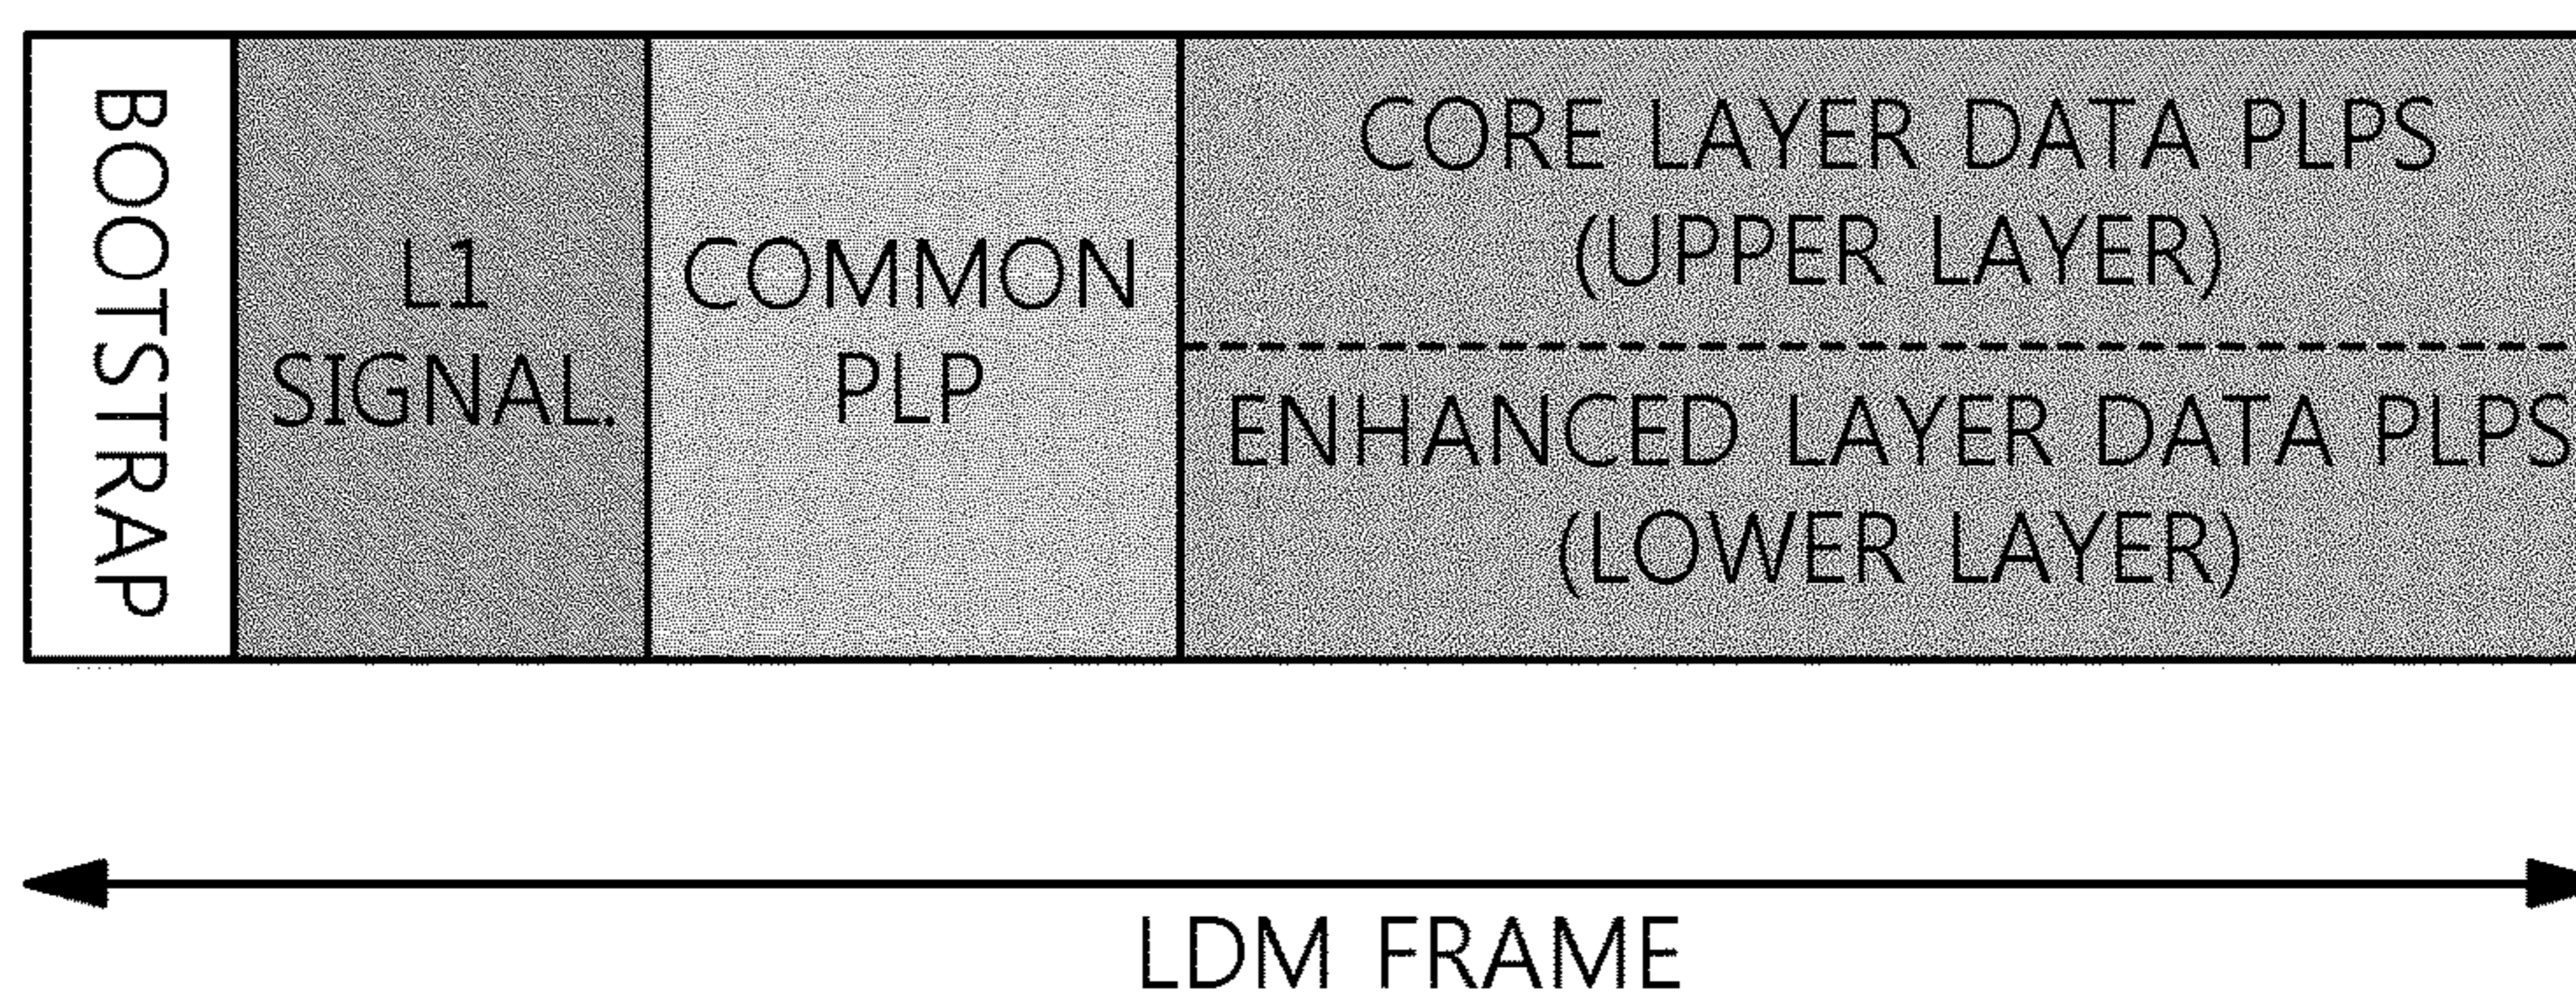 BOOTSTRAP
L1
SIGNAL.
COMMON
PLP
CORE LAYER DATA PLPS
(UPPER LAYER)
ENHANCED LAYER DATA PLPS
(LOWER LAYER)
LDM FRAME